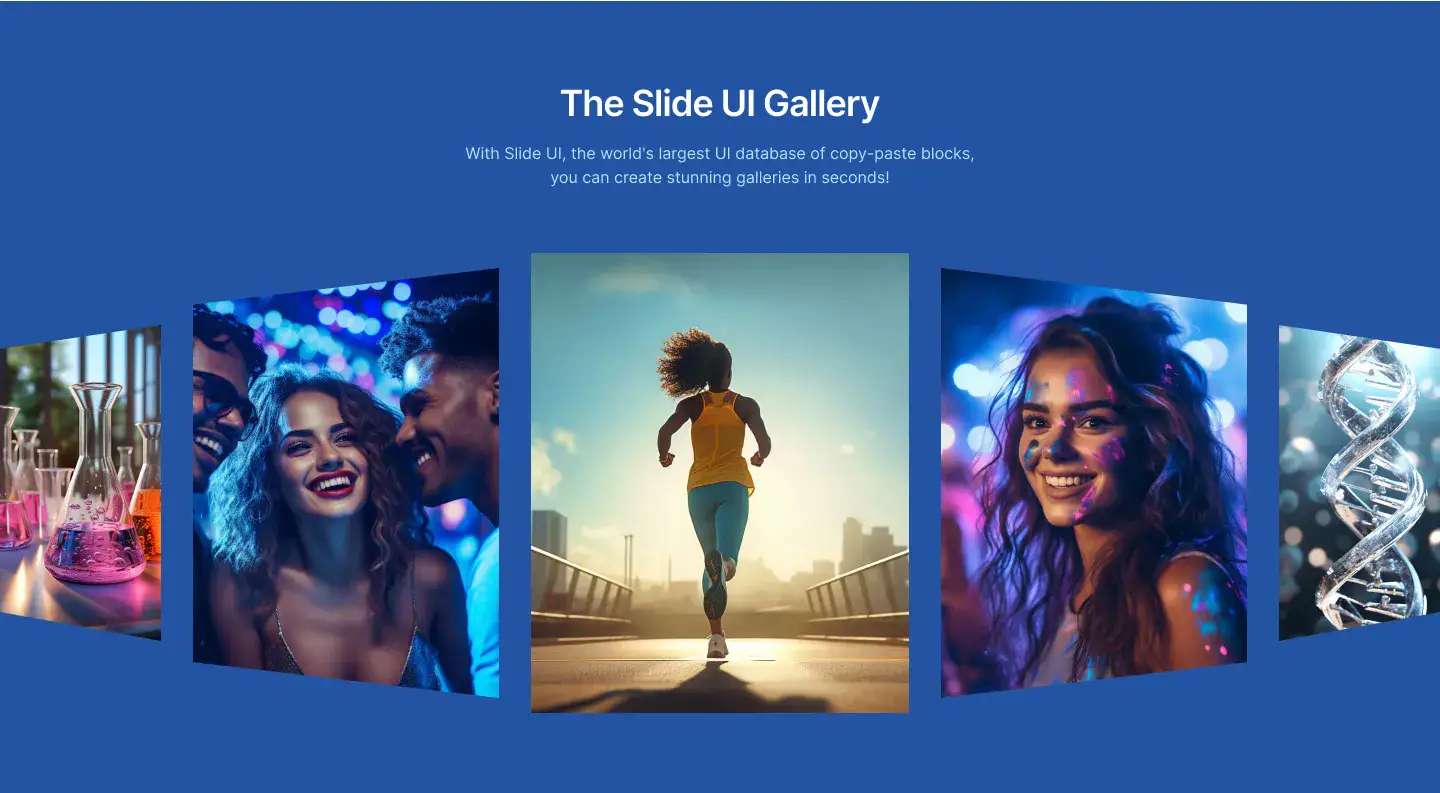 The Slide UI Gallery
With Slide UI, the world's largest UI database of copy-paste blocks,
you can create stunning galleries in seconds!